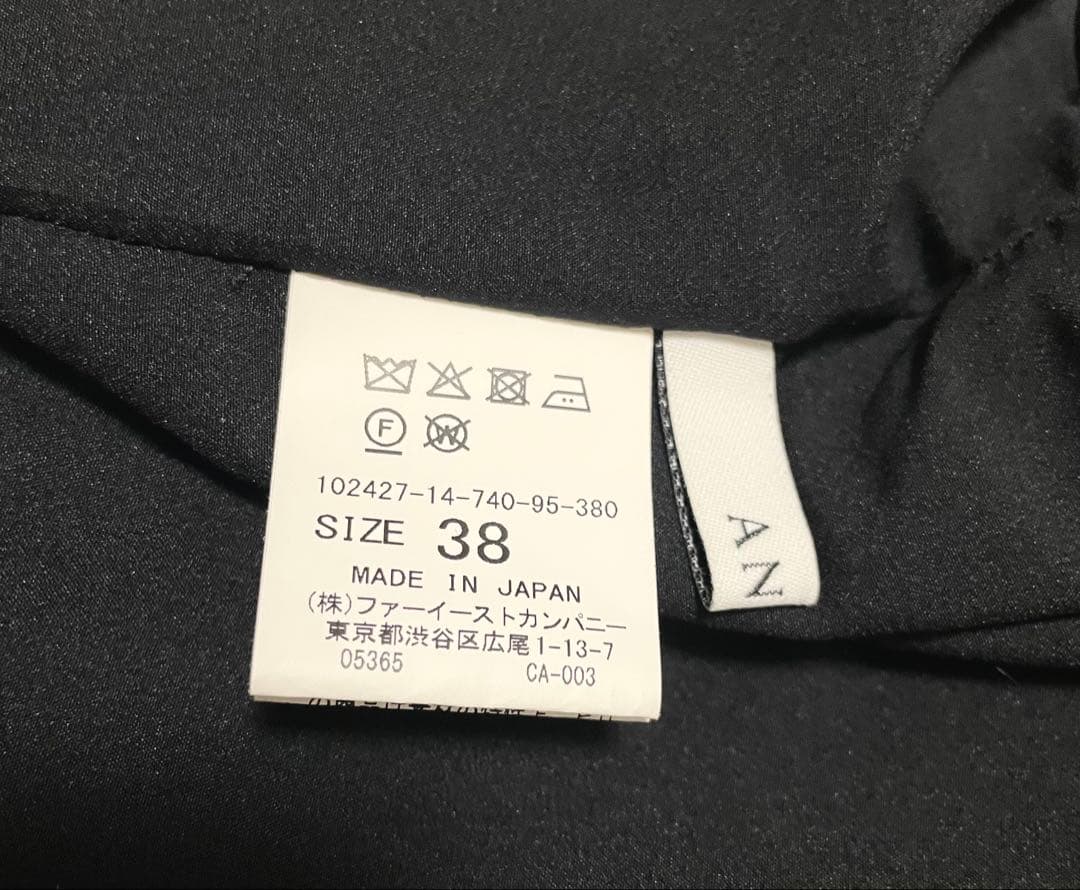 F W
102427-14-740-95-380
SIZE 38
MADE IN JAPAN
(株)ファーイーストカンパニー
東京都渋谷区広尾1-13-7
05365 CA-003
AN